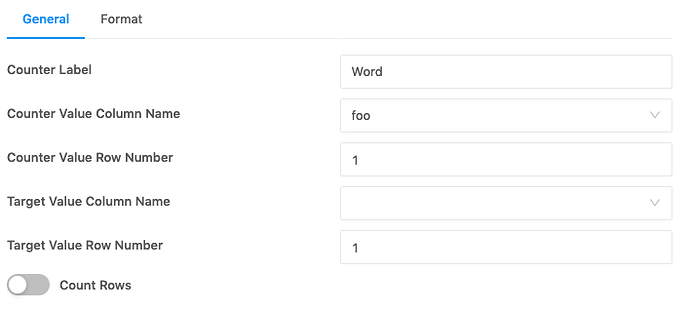 General Format
Counter Label Word
Counter Value Column Name foo
Counter Value Row Number 1
Target Value Column Name
Target Value Row Number 1
Count Rows